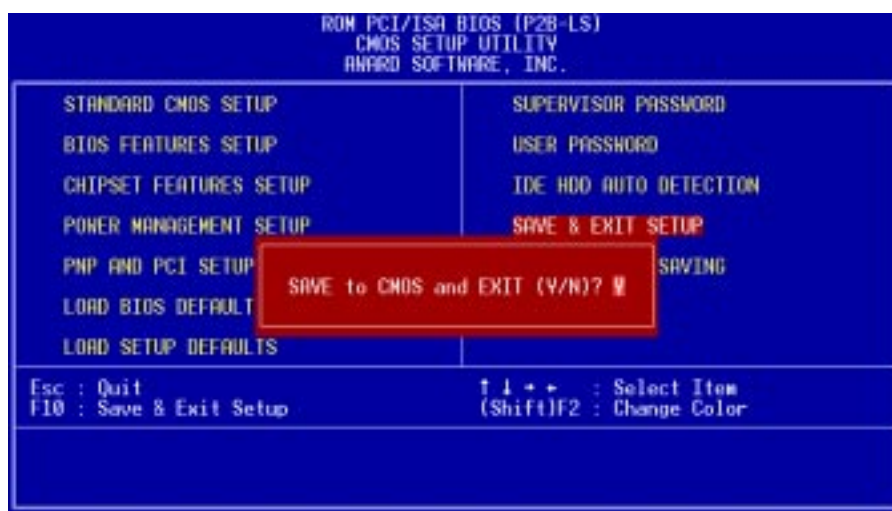 ROM PCI/ISA BIOS (P2B-LS)
CMOS SETUP UTILITY
AWARD SOFTWARE, INC.
STANDARD CMOS SETUP
BIOS FEATURES SETUP
CHIPSET FEATURES SETUP
POWER MANAGEMENT SETUP
PNP AND PCI SETUP
LOAD BIOS DEFAULT
LOAD SETUP DEFAULTS
SUPERVISOR PASSWORD
USER PASSWORD
IDE HDD AUTO DETECTION
SAVE & EXIT SETUP
SAVING
SAVE to CMOS and EXIT (Y/N)? Y
Esc : Quit
F10 : Save & Exit Setup
↑ ↓ → ← : Select Item
(Shift)F2 : Change Color